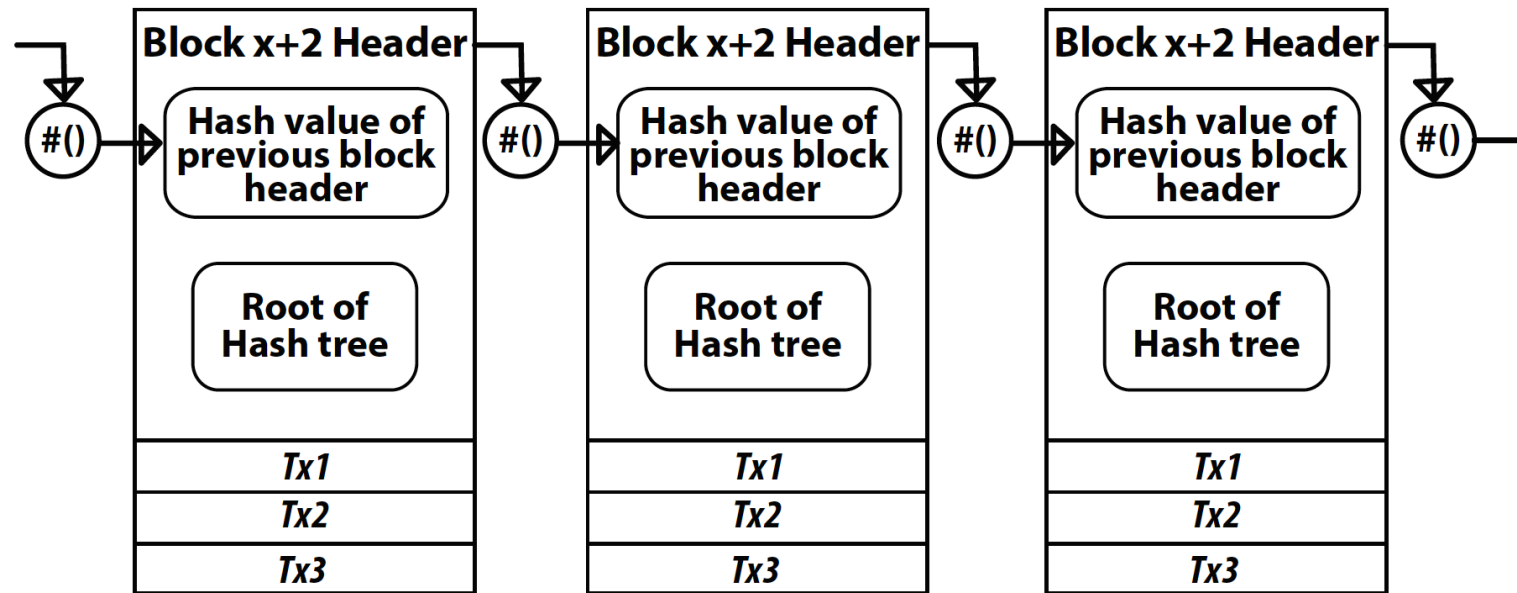 Block x+2 Header
#()
Hash value of
previous block
header
Root of
Hash tree
Tx1
Tx2
Tx3
Block x+2 Header
#()
Hash value of
previous block
header
Root of
Hash tree
Tx1
Tx2
Tx3
Block x+2 Header
#()
Hash value of
previous block
header
Root of
Hash tree
Tx1
Tx2
Tx3
#()